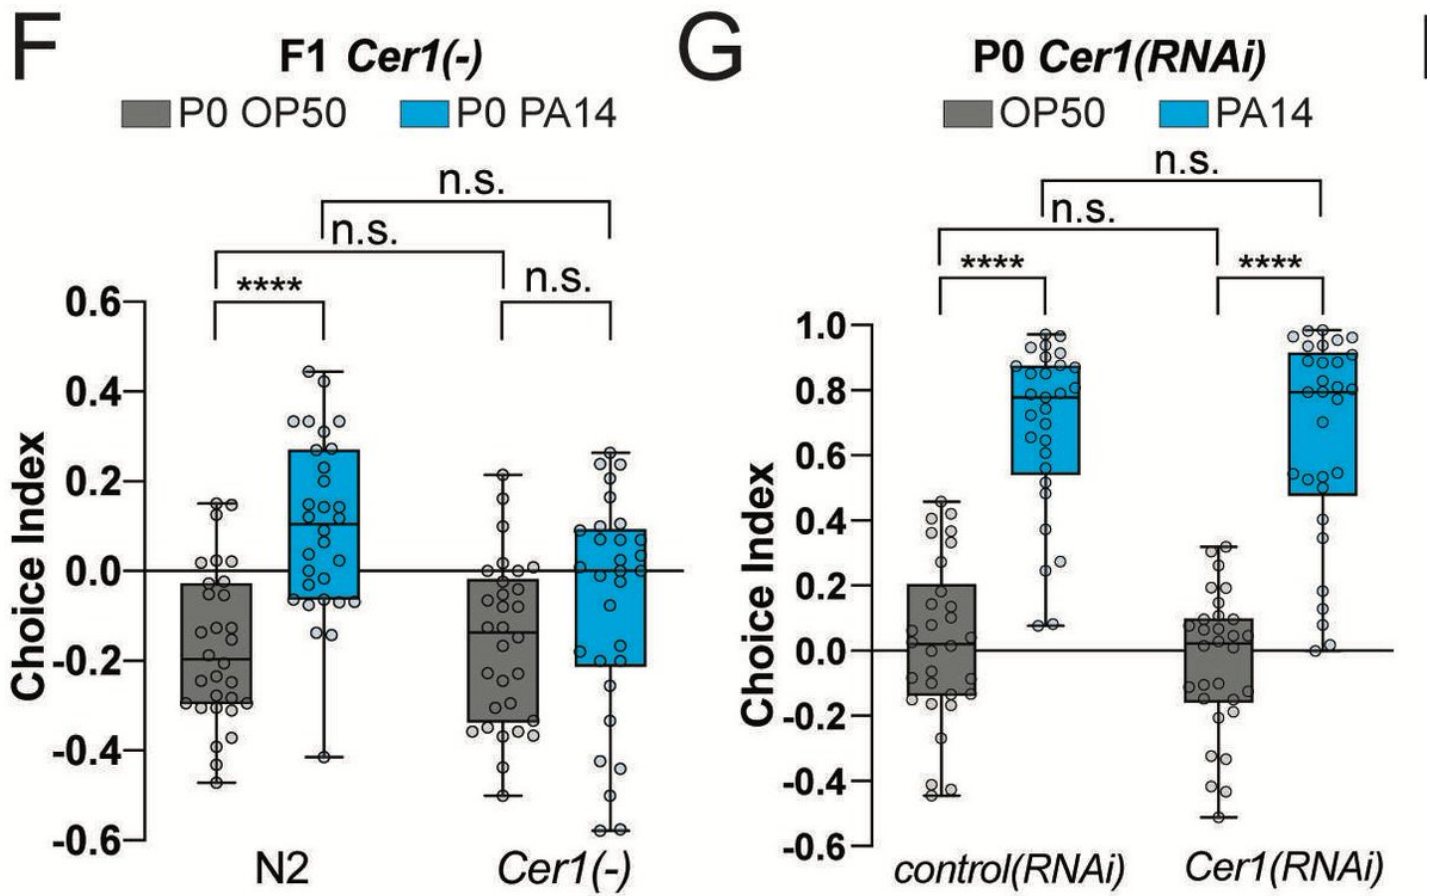 F
F1 Cer1(-)
P0 OP50
P0 PA14
n.s.
n.s.
****
n.s.
0.6
0.4
0.2
0.0
-0.2
-0.4
-0.6
Choice Index
N2
Cer1(-)
G
P0 Cer1(RNAi)
OP50
PA14
n.s.
n.s.
****
****
1.0
0.8
0.6
0.4
0.2
0.0
-0.2
-0.4
-0.6
Choice Index
control(RNAi)
Cer1(RNAi)